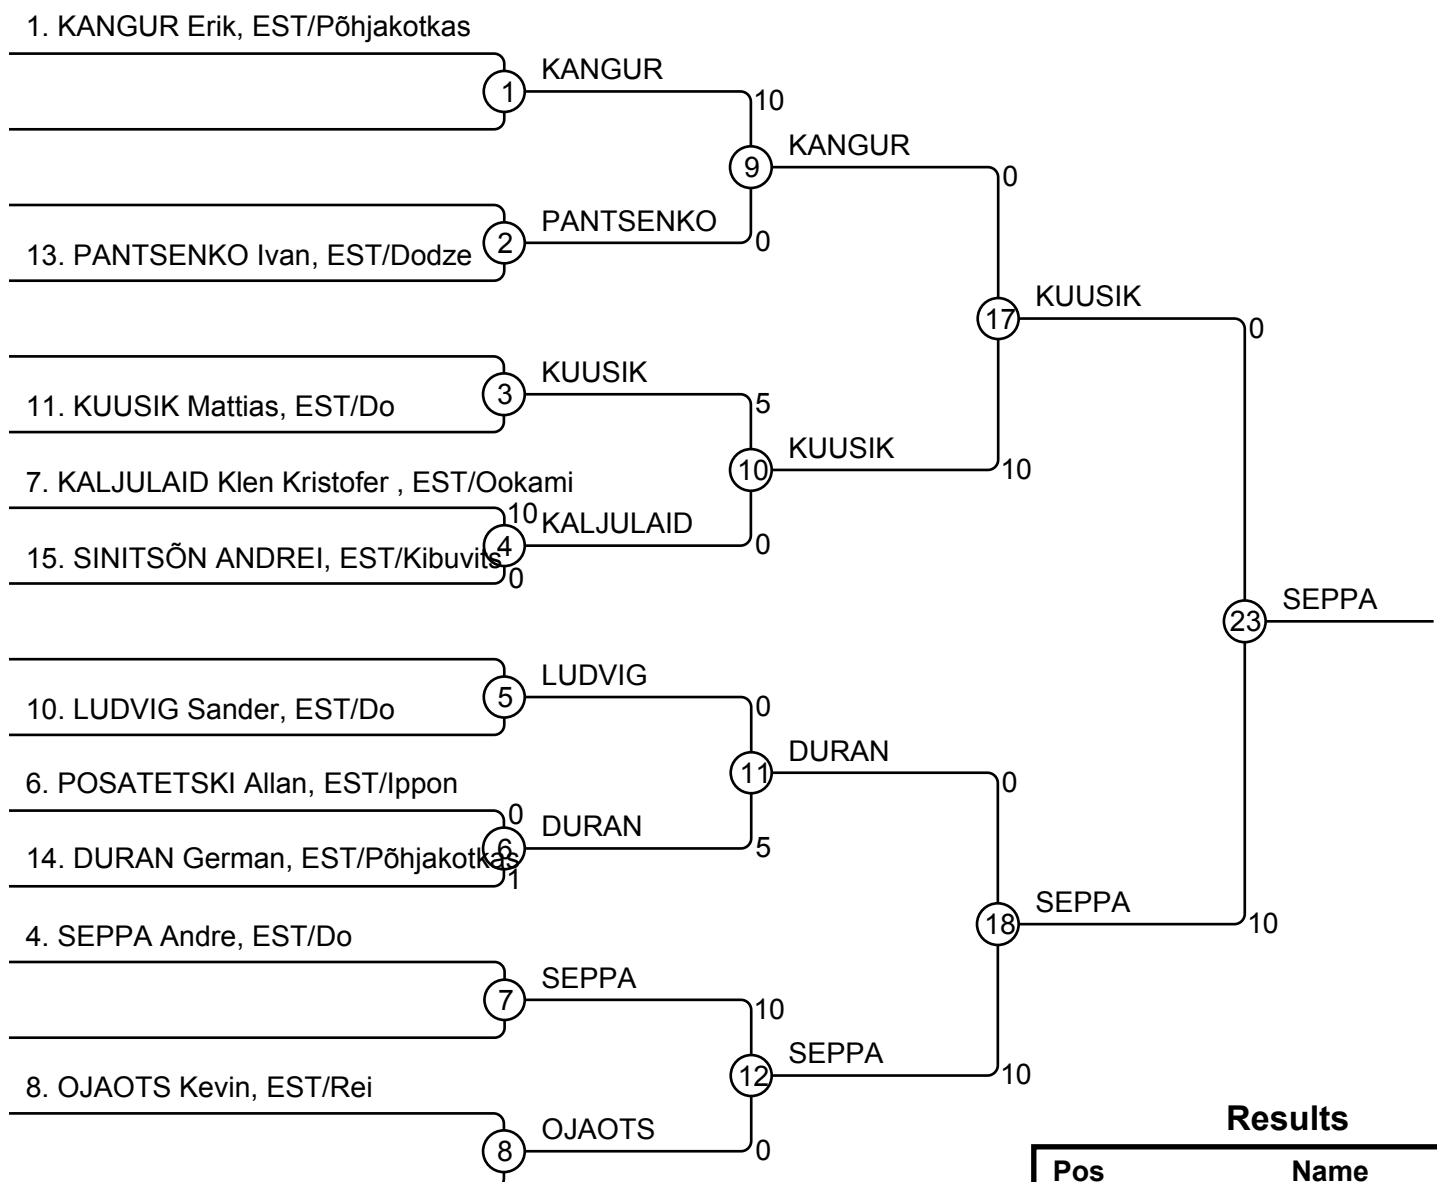 1. KANGUR Erik, EST/Põhjakotkas
KANGUR
1
10
KANGUR
9
0
PANTSENKO
2
0
13. PANTSENKO Ivan, EST/Dodze
KUUSIK
17
0
KUUSIK
3
5
11. KUUSIK Mattias, EST/Do
KUUSIK
10
10
7. KALJULAID Klen Kristofer , EST/Ookami
10
KALJULAID
4
0
15. SINITSÕN ANDREI, EST/Kibuvits
0
SEPPA
23
LUDVIG
5
0
10. LUDVIG Sander, EST/Do
DURAN
11
0
6. POSATETSKI Allan, EST/Ippon
0
DURAN
6
5
14. DURAN German, EST/Põhjakotkas
1
SEPPA
18
10
4. SEPPA Andre, EST/Do
SEPPA
7
10
SEPPA
12
10
8. OJAOTS Kevin, EST/Rei
OJAOTS
8
0
Results
Pos Name